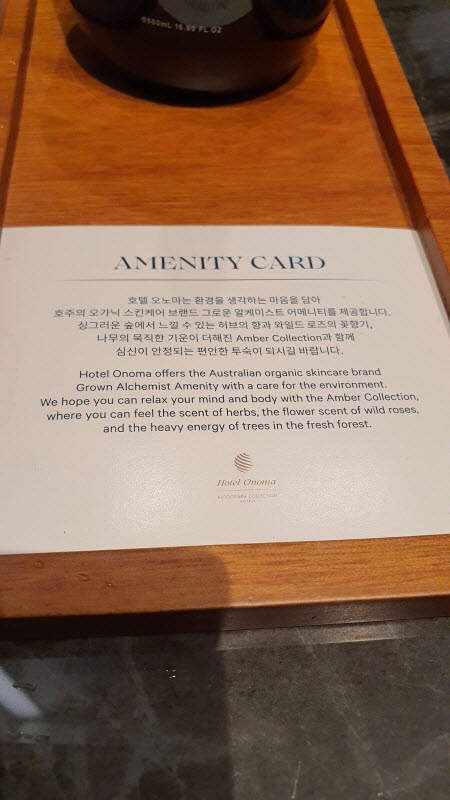 ℮500mL 16.90 FL OZ
AMENITY CARD
호텔 오노마는 환경을 생각하는 마음을 담아
호주의 오가닉 스킨케어 브랜드 그로운 알케미스트 어메니티를 제공합니다.
싱그러운 숲에서 느낄 수 있는 허브의 향과 와일드 로즈의 꽃향기,
나무의 묵직한 기운이 더해진 Amber Collection과 함께
심신이 안정되는 편안한 투숙이 되시길 바랍니다.
Hotel Onoma offers the Australian organic skincare brand
Grown Alchemist Amenity with a care for the environment.
We hope you can relax your mind and body with the Amber Collection,
where you can feel the scent of herbs, the flower scent of wild roses,
and the heavy energy of trees in the fresh forest.
Hotel Onoma
AUTOGRAPH COLLECTION
HOTELS